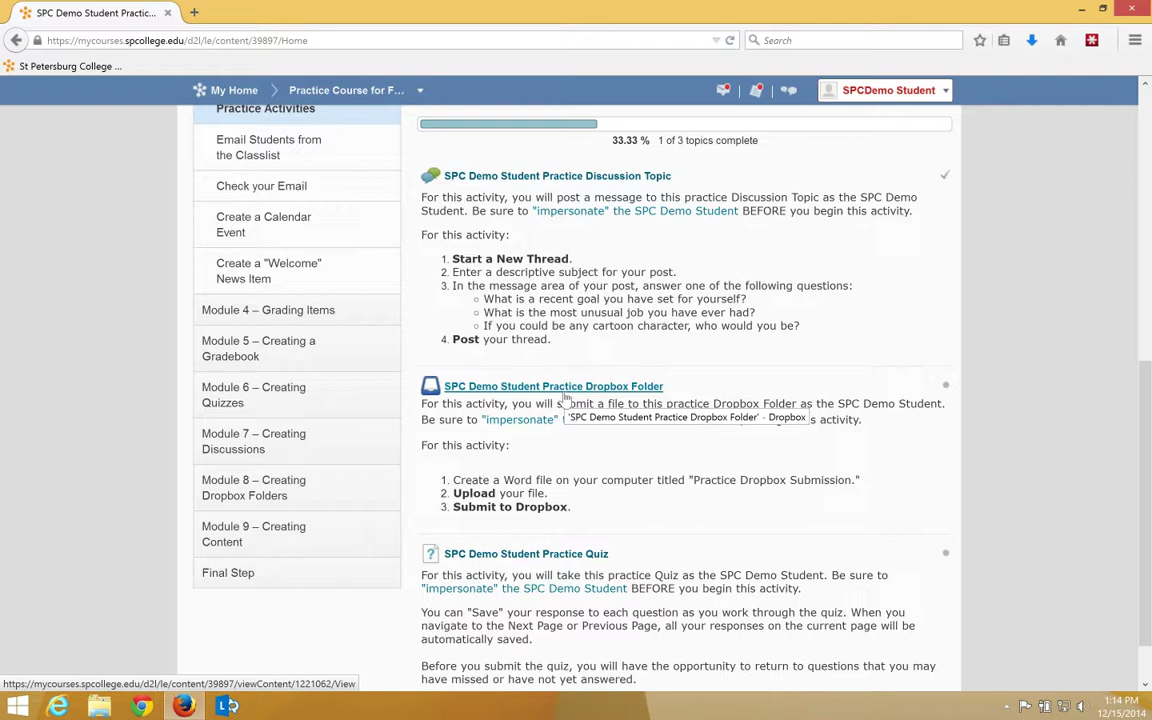 SPC Demo Student Practic...
https://mycourses.spcollege.edu/d2l/le/content/39897/Home
Search
St Petersburg College ...
My Home
Practice Course for F...
SPCDemo Student
Practice Activities
Email Students from
the Classlist
Check your Email
Create a Calendar
Event
Create a "Welcome"
News Item
Module 4 – Grading Items
Module 5 – Creating a
Gradebook
Module 6 – Creating
Quizzes
Module 7 – Creating
Discussions
Module 8 – Creating
Dropbox Folders
Module 9 – Creating
Content
Final Step
33.33 % 1 of 3 topics complete
SPC Demo Student Practice Discussion Topic
For this activity, you will post a message to this practice Discussion Topic as the SPC Demo
Student. Be sure to "impersonate" the SPC Demo Student BEFORE you begin this activity.
For this activity:
1. Start a New Thread.
2. Enter a descriptive subject for your post.
3. In the message area of your post, answer one of the following questions:
What is a recent goal you have set for yourself?
What is the most unusual job you have ever had?
If you could be any cartoon character, who would you be?
4. Post your thread.
SPC Demo Student Practice Dropbox Folder
For this activity, you will submit a file to this practice Dropbox Folder as the SPC Demo Student.
Be sure to "impersonate" activity.
'SPC Demo Student Practice Dropbox Folder' - Dropbox
For this activity:
1. Create a Word file on your computer titled "Practice Dropbox Submission."
2. Upload your file.
3. Submit to Dropbox.
SPC Demo Student Practice Quiz
For this activity, you will take this practice Quiz as the SPC Demo Student. Be sure to
"impersonate" the SPC Demo Student BEFORE you begin this activity.
You can "Save" your response to each question as you work through the quiz. When you
navigate to the Next Page or Previous Page, all your responses on the current page will be
automatically saved.
Before you submit the quiz, you will have the opportunity to return to questions that you may
have missed or have not yet answered.
https://mycourses.spcollege.edu/d2l/le/content/39897/viewContent/1221062/View
1:14 PM
12/15/2014